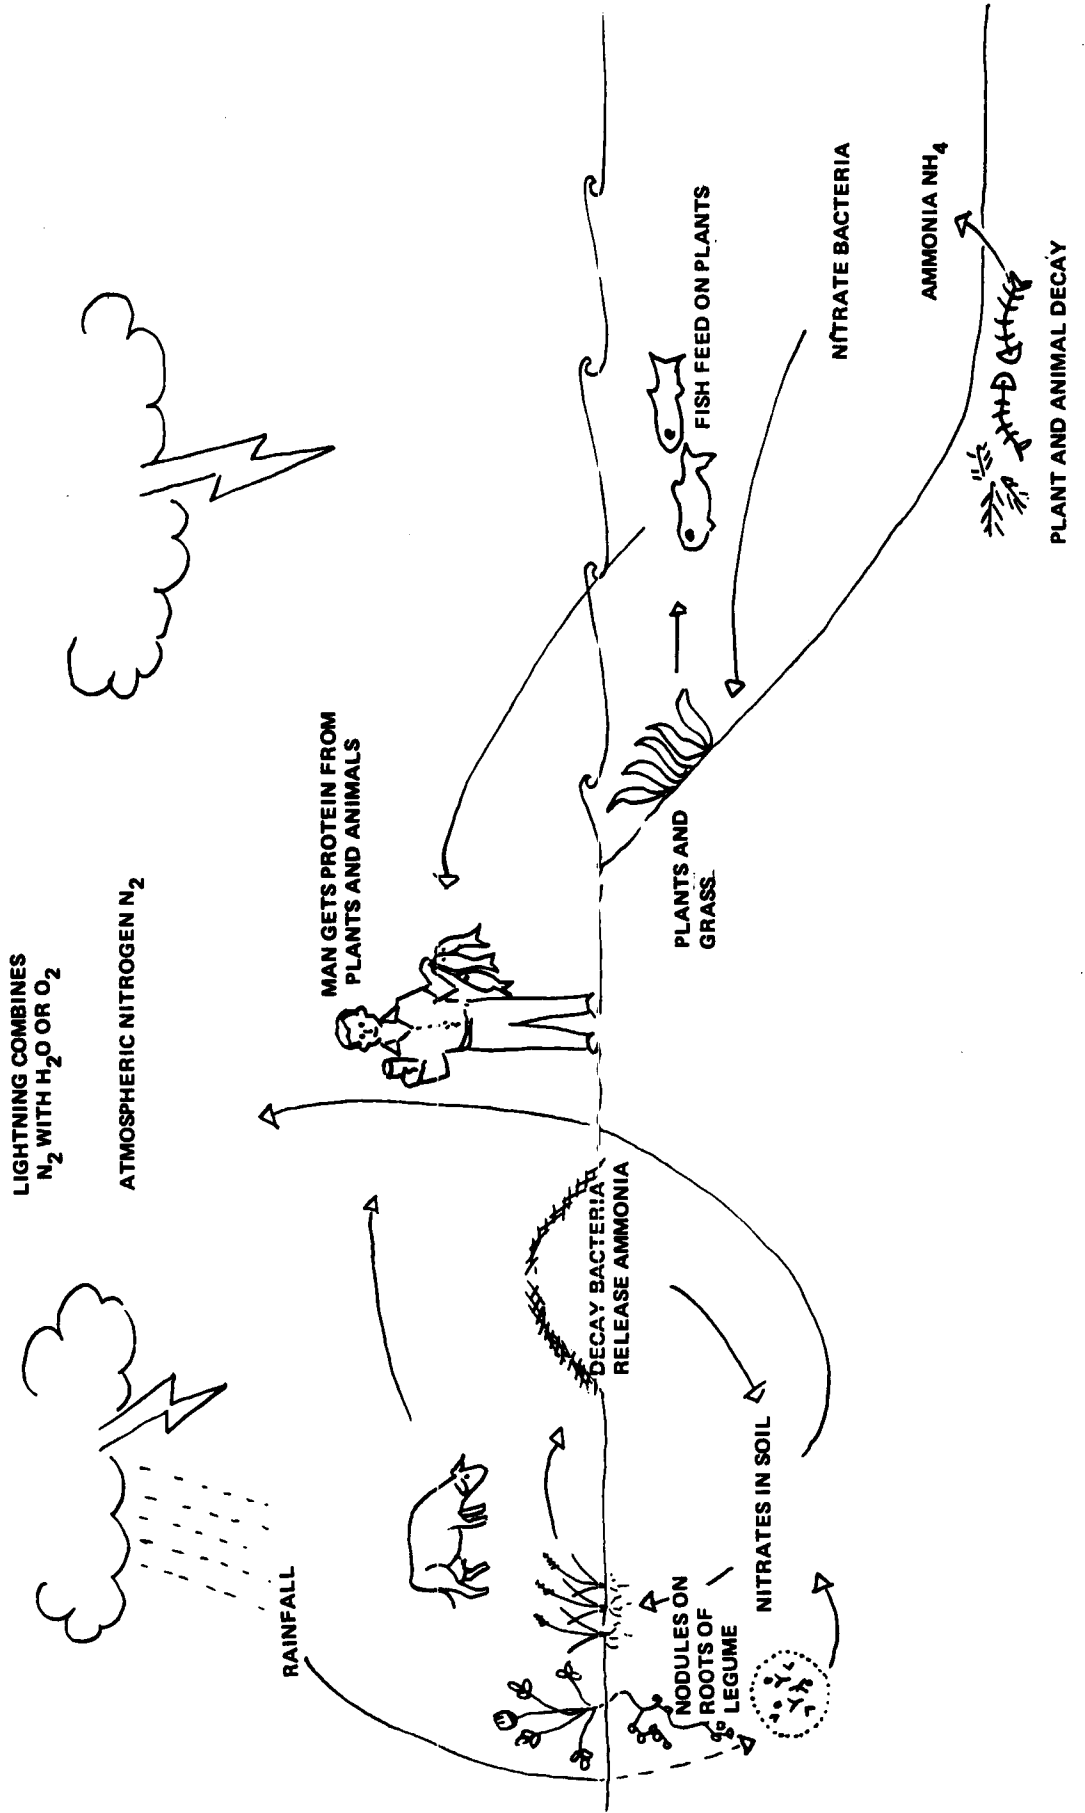 LIGHTNING COMBINES
N2 WITH H2O OR O2
ATMOSPHERIC NITROGEN N2
RAINFALL
MAN GETS PROTEIN FROM
PLANTS AND ANIMALS
DECAY BACTERIA
RELEASE AMMONIA
PLANTS AND
GRASS
FISH FEED ON PLANTS
NODULES ON
ROOTS OF
LEGUME
NITRATES IN SOIL
NITRATE BACTERIA
AMMONIA NH4
PLANT AND ANIMAL DECAY